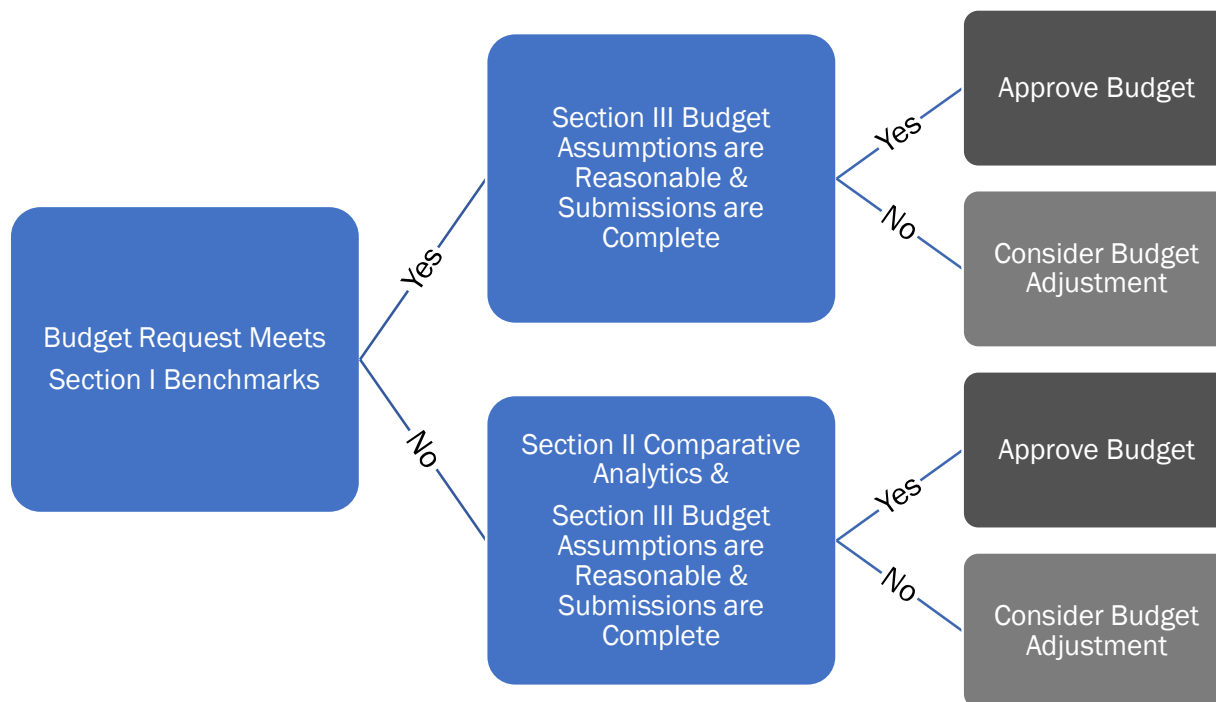 Budget Request Meets
Section I Benchmarks
Yes
No
Section III Budget
Assumptions are
Reasonable &
Submissions are
Complete
Yes
No
Approve Budget
Consider Budget
Adjustment
Section II Comparative
Analytics &
Section III Budget
Assumptions are
Reasonable &
Submissions are
Complete
Yes
No
Approve Budget
Consider Budget
Adjustment